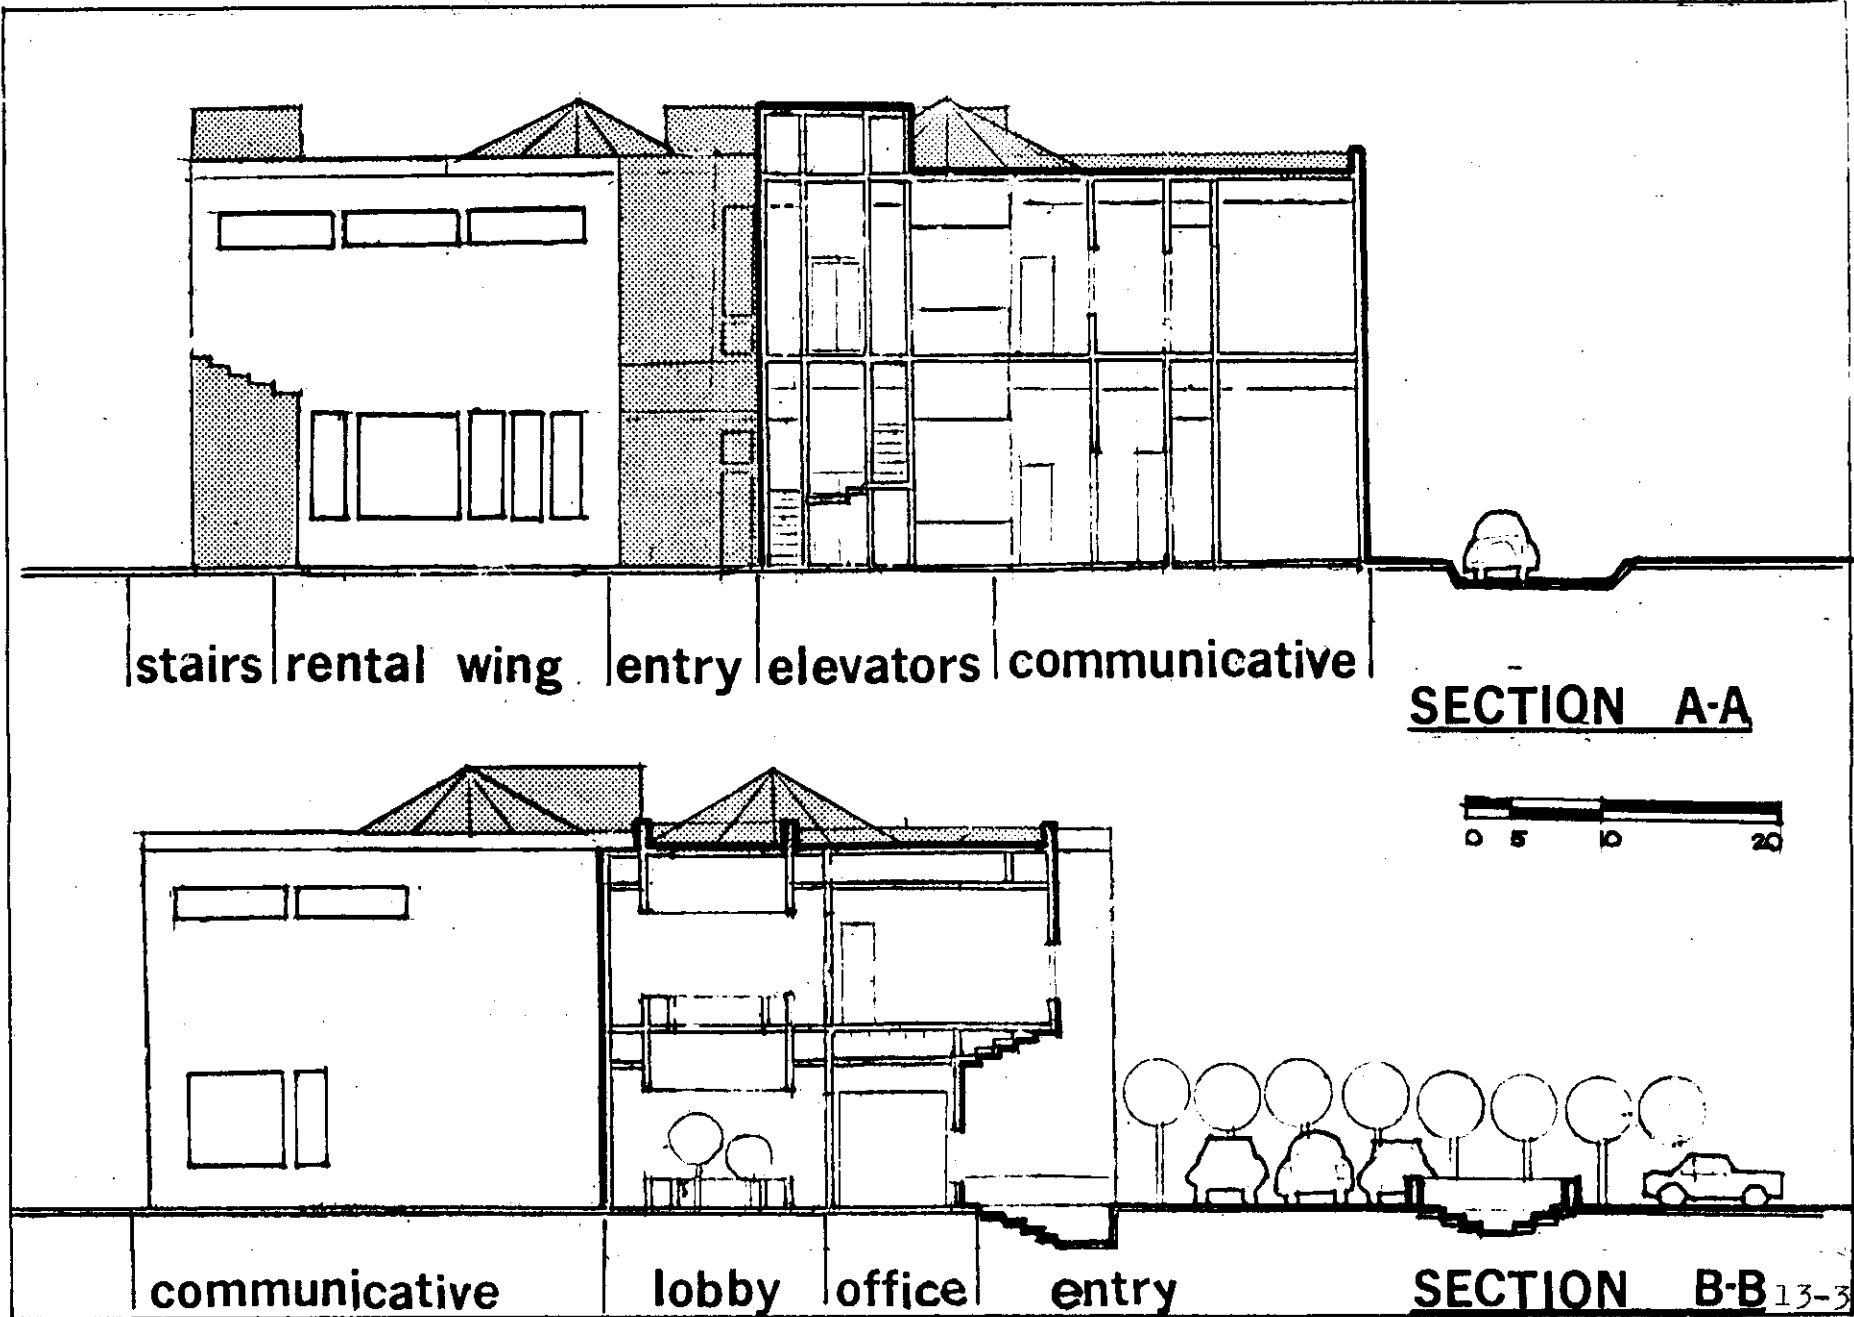 stairs rental wing entry elevators communicative
SECTION A-A
0 5 10 20
communicative lobby office entry SECTION B-B 13-3